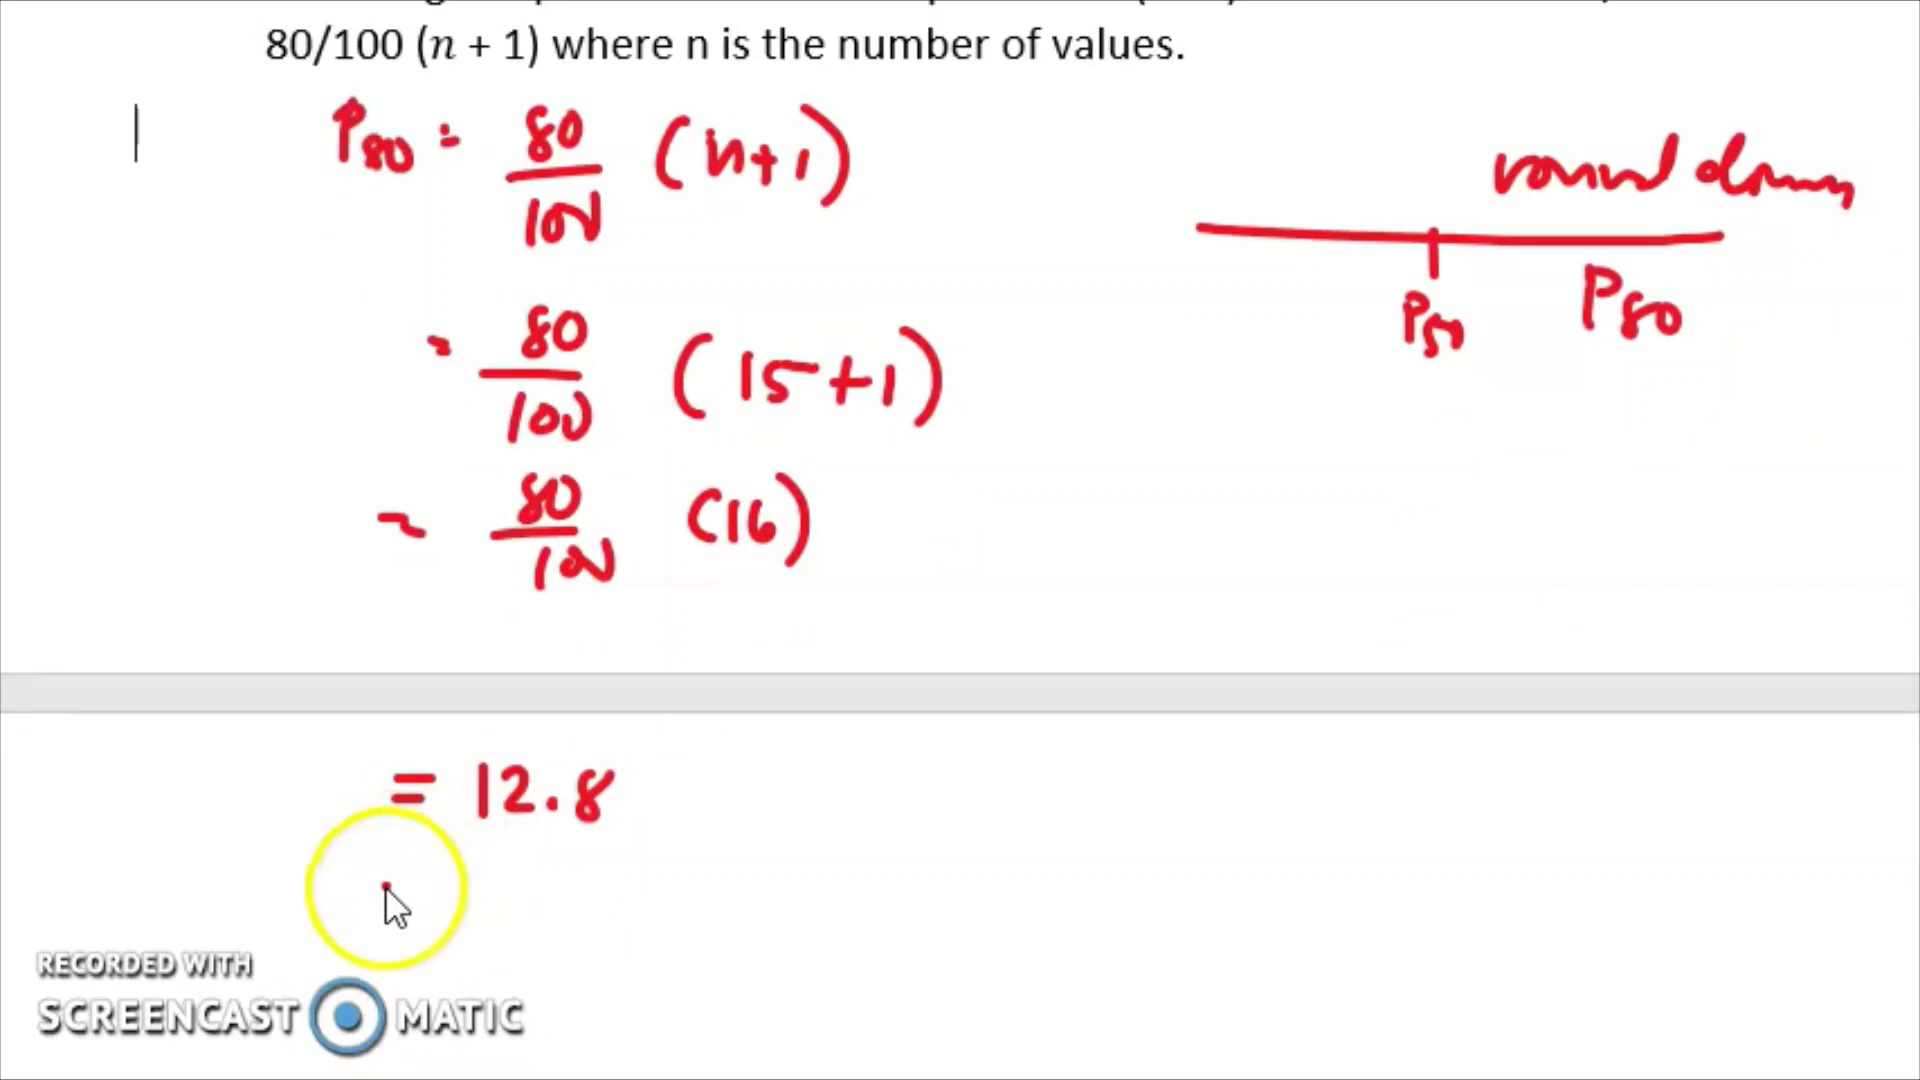 80/100 (n + 1) where n is the number of values.
P80 = 80/100 (n+1)
round down
P50 P80
= 80/100 (15+1)
= 80/100 (16)
= 12.8
RECORDED WITH
SCREENCAST MATIC